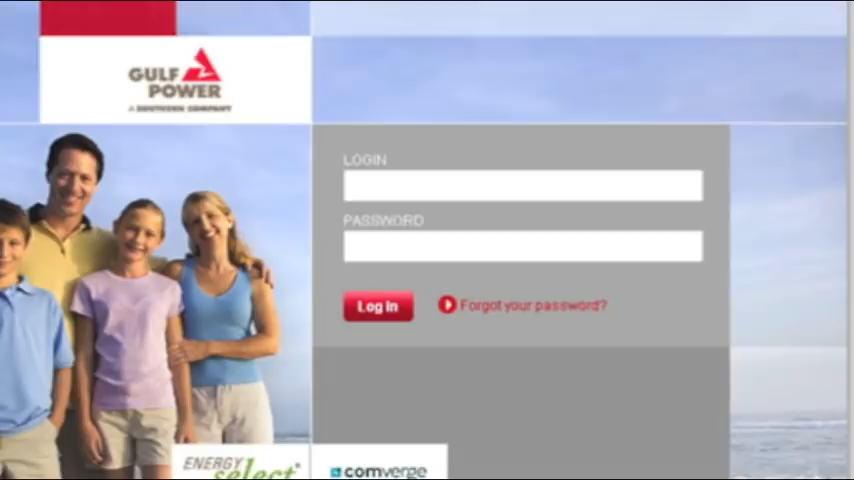 GULF
POWER
A SOUTHERN COMPANY
LOGIN
PASSWORD
Log In
Forgot your password?
ENERGY
select
comverge